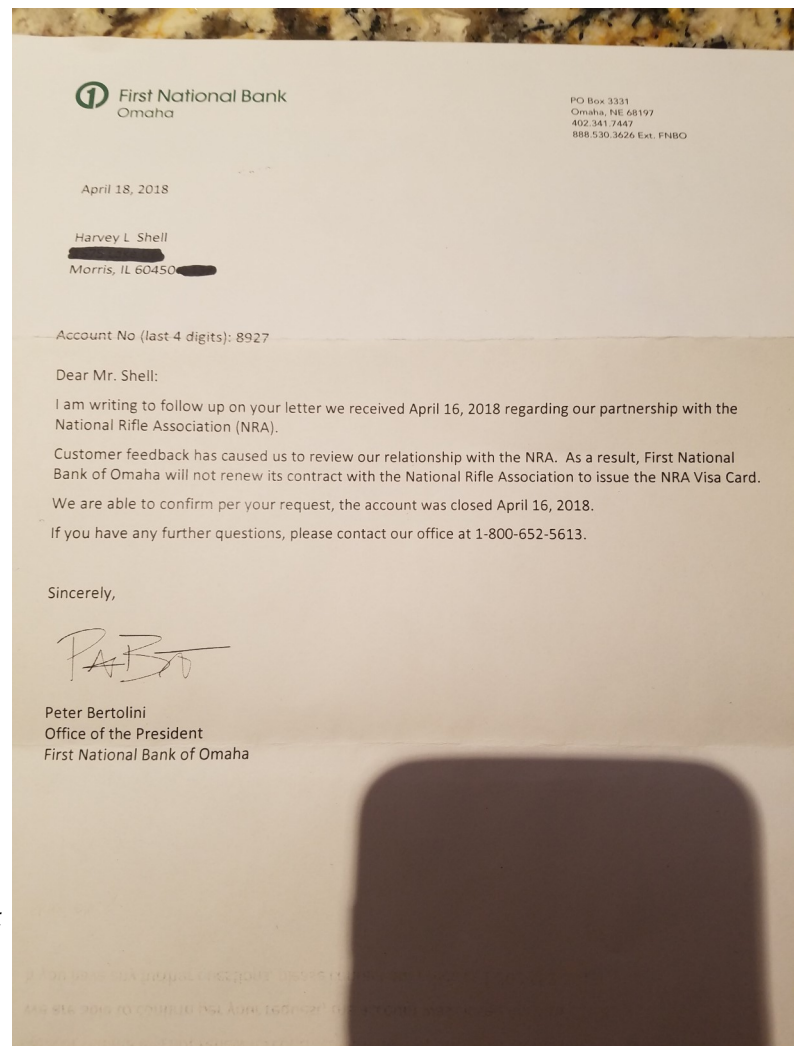 First National Bank
Omaha
PO Box 3331
Omaha, NE 68197
402.341.7447
888.530.3626 Ext. FNBO
April 18, 2018
Harvey L Shell
Morris, IL 60450
Account No (last 4 digits): 8927
Dear Mr. Shell:
I am writing to follow up on your letter we received April 16, 2018 regarding our partnership with the
National Rifle Association (NRA).
Customer feedback has caused us to review our relationship with the NRA. As a result, First National
Bank of Omaha will not renew its contract with the National Rifle Association to issue the NRA Visa Card.
We are able to confirm per your request, the account was closed April 16, 2018.
If you have any further questions, please contact our office at 1-800-652-5613.
Sincerely,
Peter Bertolini
Office of the President
First National Bank of Omaha